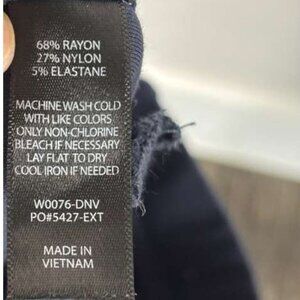 68% RAYON
27% NYLON
5% ELASTANE
MACHINE WASH COLD
WITH LIKE COLORS
ONLY NON-CHLORINE
BLEACH IF NECESSARY
LAY FLAT TO DRY
COOL IRON IF NEEDED
W0076-DNV
PO#5427-EXT
MADE IN
VIETNAM